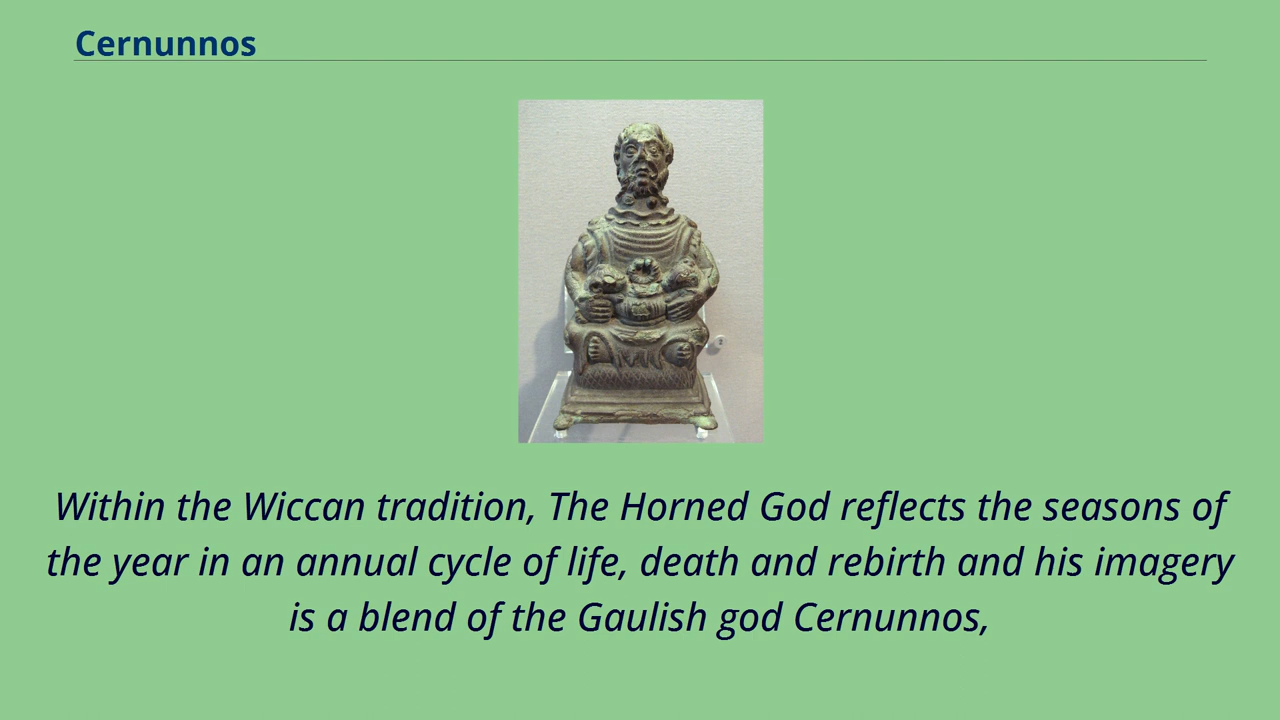 Cernunnos
Within the Wiccan tradition, The Horned God reflects the seasons of
the year in an annual cycle of life, death and rebirth and his imagery
is a blend of the Gaulish god Cernunnos,